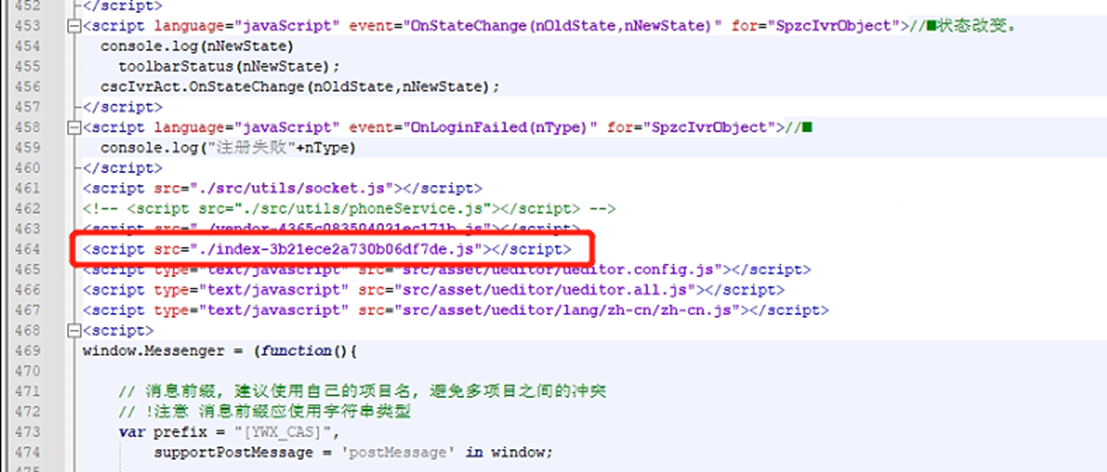 452 </script>
453 <script language="javaScript" event="OnStateChange(nOldState,nNewState)" for="SpzcIvrObject">//■状态改变。
454 console.log(nNewState)
455 toolbarStatus(nNewState);
456 cscIvrAct.OnStateChange(nOldState,nNewState);
457 </script>
458 <script language="javaScript" event="OnLoginFailed(nType)" for="SpzcIvrObject">//■
459 console.log("注册失败"+nType)
460 </script>
461 <script src="./src/utils/socket.js"></script>
462 <!-- <script src="./src/utils/phoneService.js"></script> -->
463 <script src="./vendor-4365c083504021ec171b.js"></script>
464 <script src="./index-3b21ece2a730b06df7de.js"></script>
465 <script type="text/javascript" src="src/asset/ueditor/ueditor.config.js"></script>
466 <script type="text/javascript" src="src/asset/ueditor/ueditor.all.js"></script>
467 <script type="text/javascript" src="src/asset/ueditor/lang/zh-cn/zh-cn.js"></script>
468 <script>
469 window.Messenger = (function(){
470
471 // 消息前缀, 建议使用自己的项目名, 避免多项目之间的冲突
472 // !注意 消息前缀应使用字符串类型
473 var prefix = "[YWX_CAS]",
474 supportPostMessage = 'postMessage' in window;